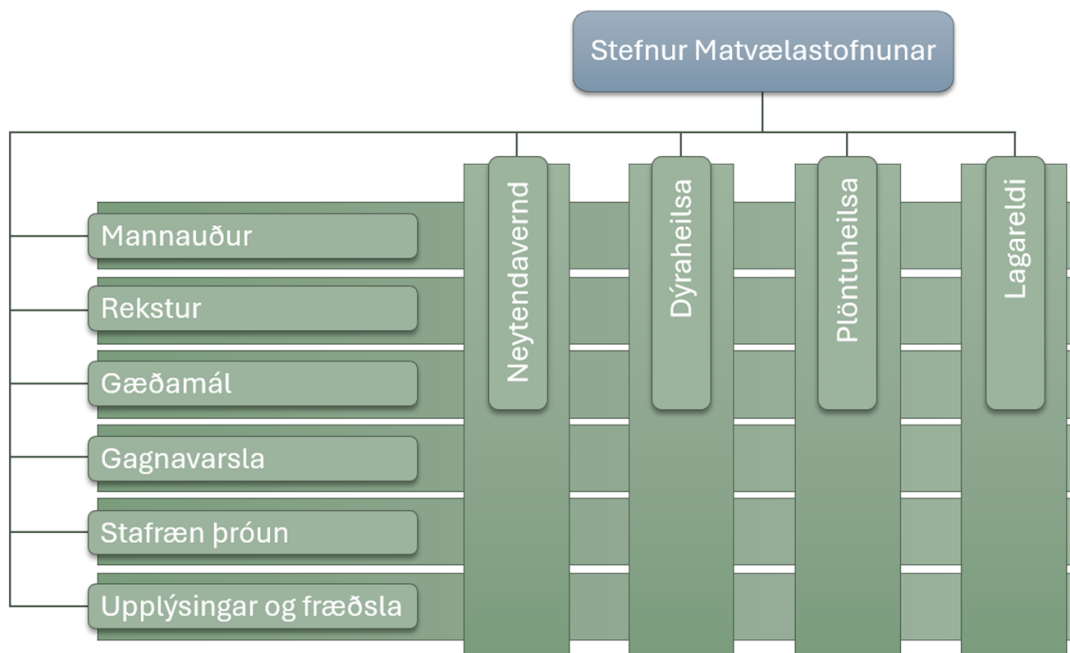 Stefnur Matvælastofnunar
Neytendavernd
Dýraheilsa
Plöntuheilsa
Lagareldi
Mannauður
Rekstur
Gæðamál
Gagnavarsla
Stafræn þróun
Upplýsingar og fræðsla